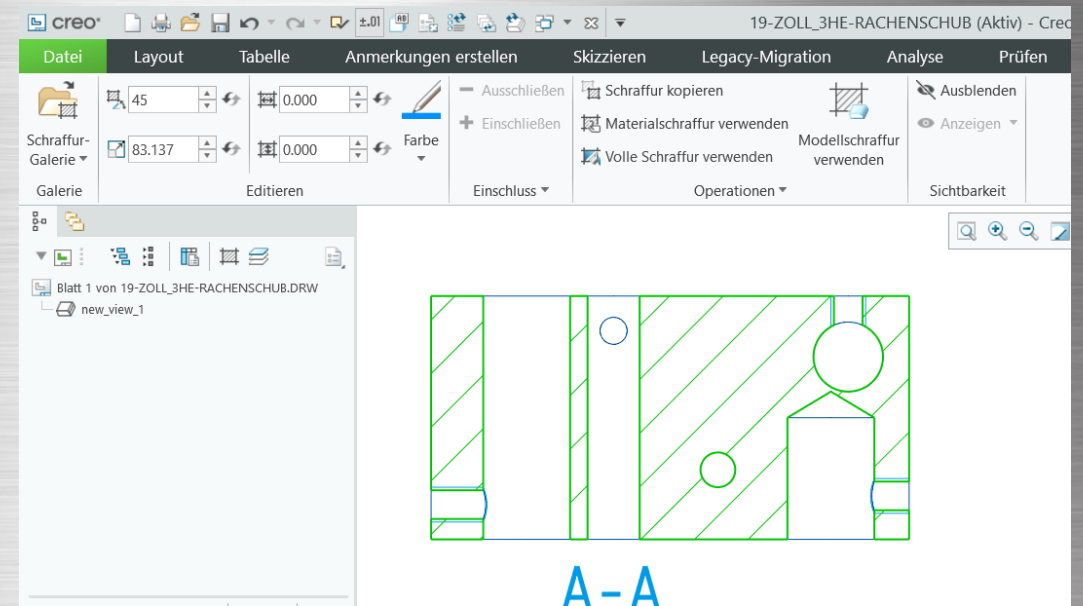 creo®
±.01
AB
19-ZOLL_3HE-RACHENSCHUB (Aktiv) - Creo
Datei Layout Tabelle Anmerkungen erstellen Skizzieren Legacy-Migration Analyse Prüfen
45 0.000 Ausschließen Schraffur kopieren Ausblenden
Schraffur-Galerie Farbe Einschließen Materialschraffur verwenden Modellschraffur verwenden Anzeigen
83.137 0.000 Volle Schraffur verwenden
Galerie Editieren Einschluss Operationen Sichtbarkeit
Blatt 1 von 19-ZOLL_3HE-RACHENSCHUB.DRW
new_view_1
A-A